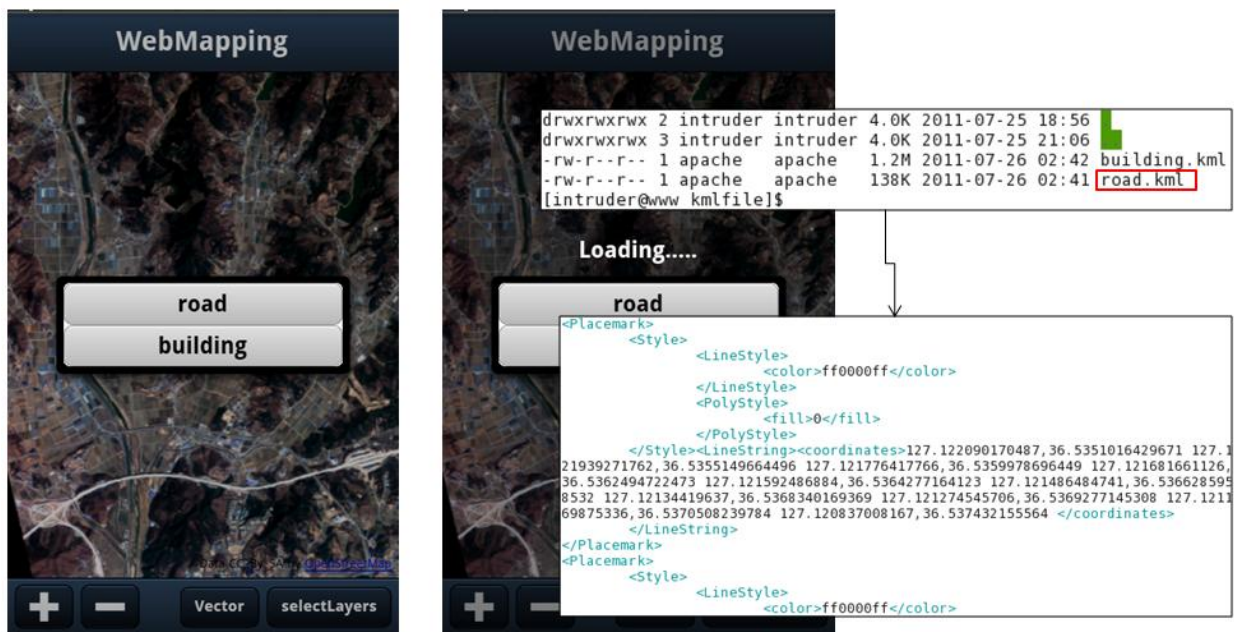 WebMapping
road
building
Data CC-By-SA by OpenStreetMap
Vector
selectLayers
WebMapping
Loading.....
road
drwxrwxrwx 2 intruder intruder 4.0K 2011-07-25 18:56 .
drwxrwxrwx 3 intruder intruder 4.0K 2011-07-25 21:06 ..
-rw-r--r-- 1 apache apache 1.2M 2011-07-26 02:42 building.kml
-rw-r--r-- 1 apache apache 138K 2011-07-26 02:41 road.kml
[intruder@www kmlfile]$
<Placemark>
<Style>
<LineStyle>
<color>ff0000ff</color>
</LineStyle>
<PolyStyle>
<fill>0</fill>
</PolyStyle>
</Style><LineString><coordinates>127.122090170487,36.5351016429671 127.1
21939271762,36.5355149664496 127.121776417766,36.5359978696449 127.121681661126,
36.5362494722473 127.121592486884,36.5364277164123 127.121486484741,36.536628595
8532 127.12134419637,36.5368340169369 127.121274545706,36.5369277145308 127.1211
69875336,36.5370508239784 127.120837008167,36.537432155564 </coordinates>
</LineString>
</Placemark>
<Placemark>
<Style>
<LineStyle>
<color>ff0000ff</color>